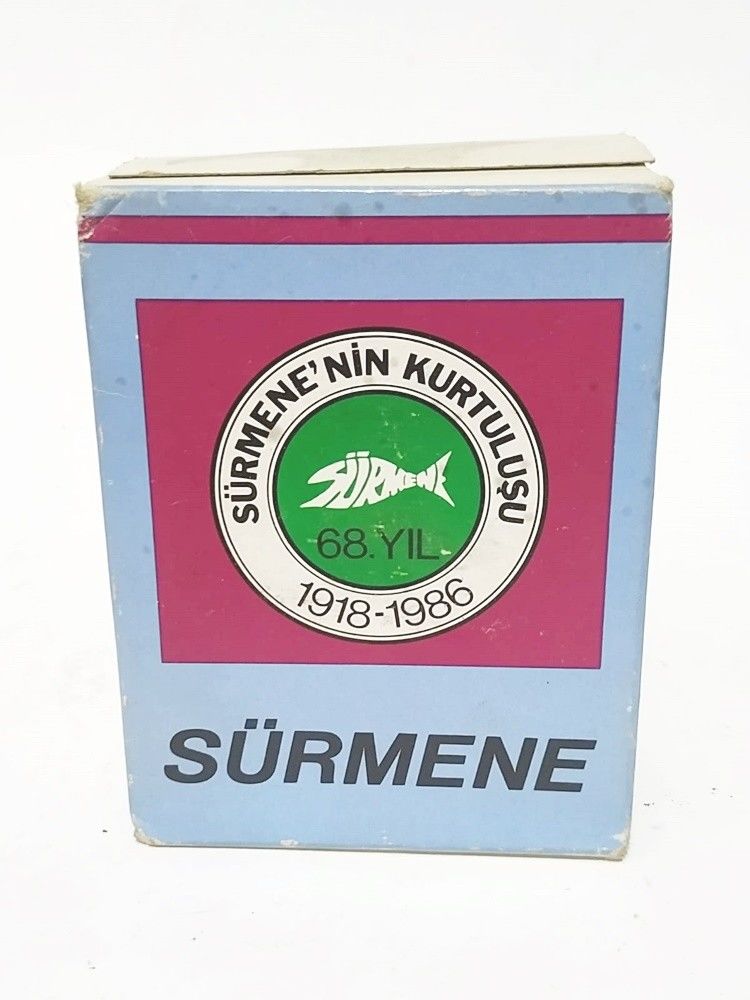 SÜRMENE'NİN KURTULUŞU
SÜRMENE
68.YIL
1918-1986
SÜRMENE